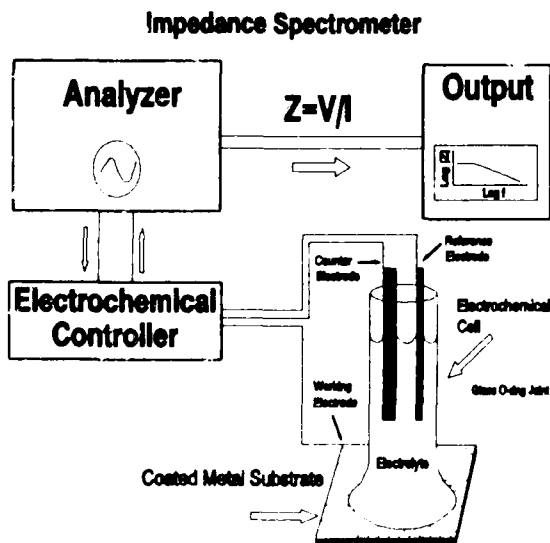 Impedance Spectrometer
Analyzer
Z=V/I
Output
Log |Z|
Log f
Electrochemical
Controller
Counter
Electrode
Reference
Electrode
Electrochemical
Cell
Glass O-ring Joint
Working
Electrode
Electrolyte
Coated Metal Substrate